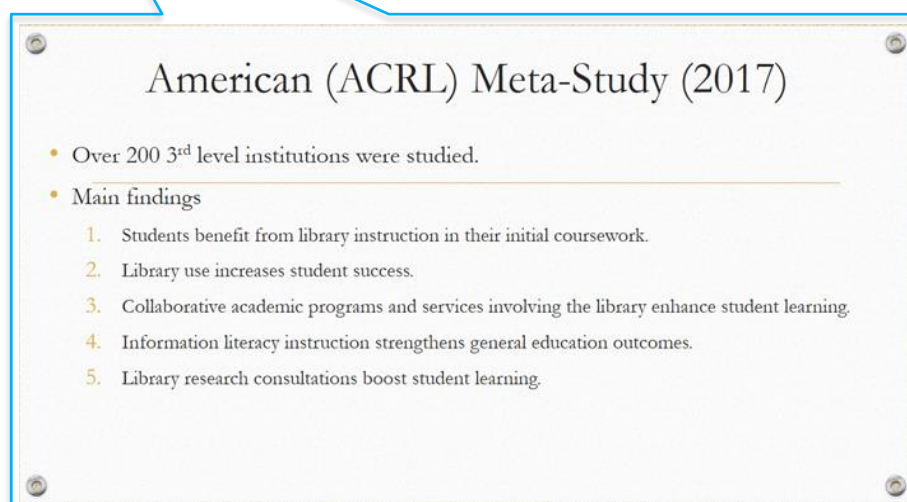 American (ACRL) Meta-Study (2017)
• Over 200 3rd level institutions were studied.
• Main findings
1. Students benefit from library instruction in their initial coursework.
2. Library use increases student success.
3. Collaborative academic programs and services involving the library enhance student learning.
4. Information literacy instruction strengthens general education outcomes.
5. Library research consultations boost student learning.